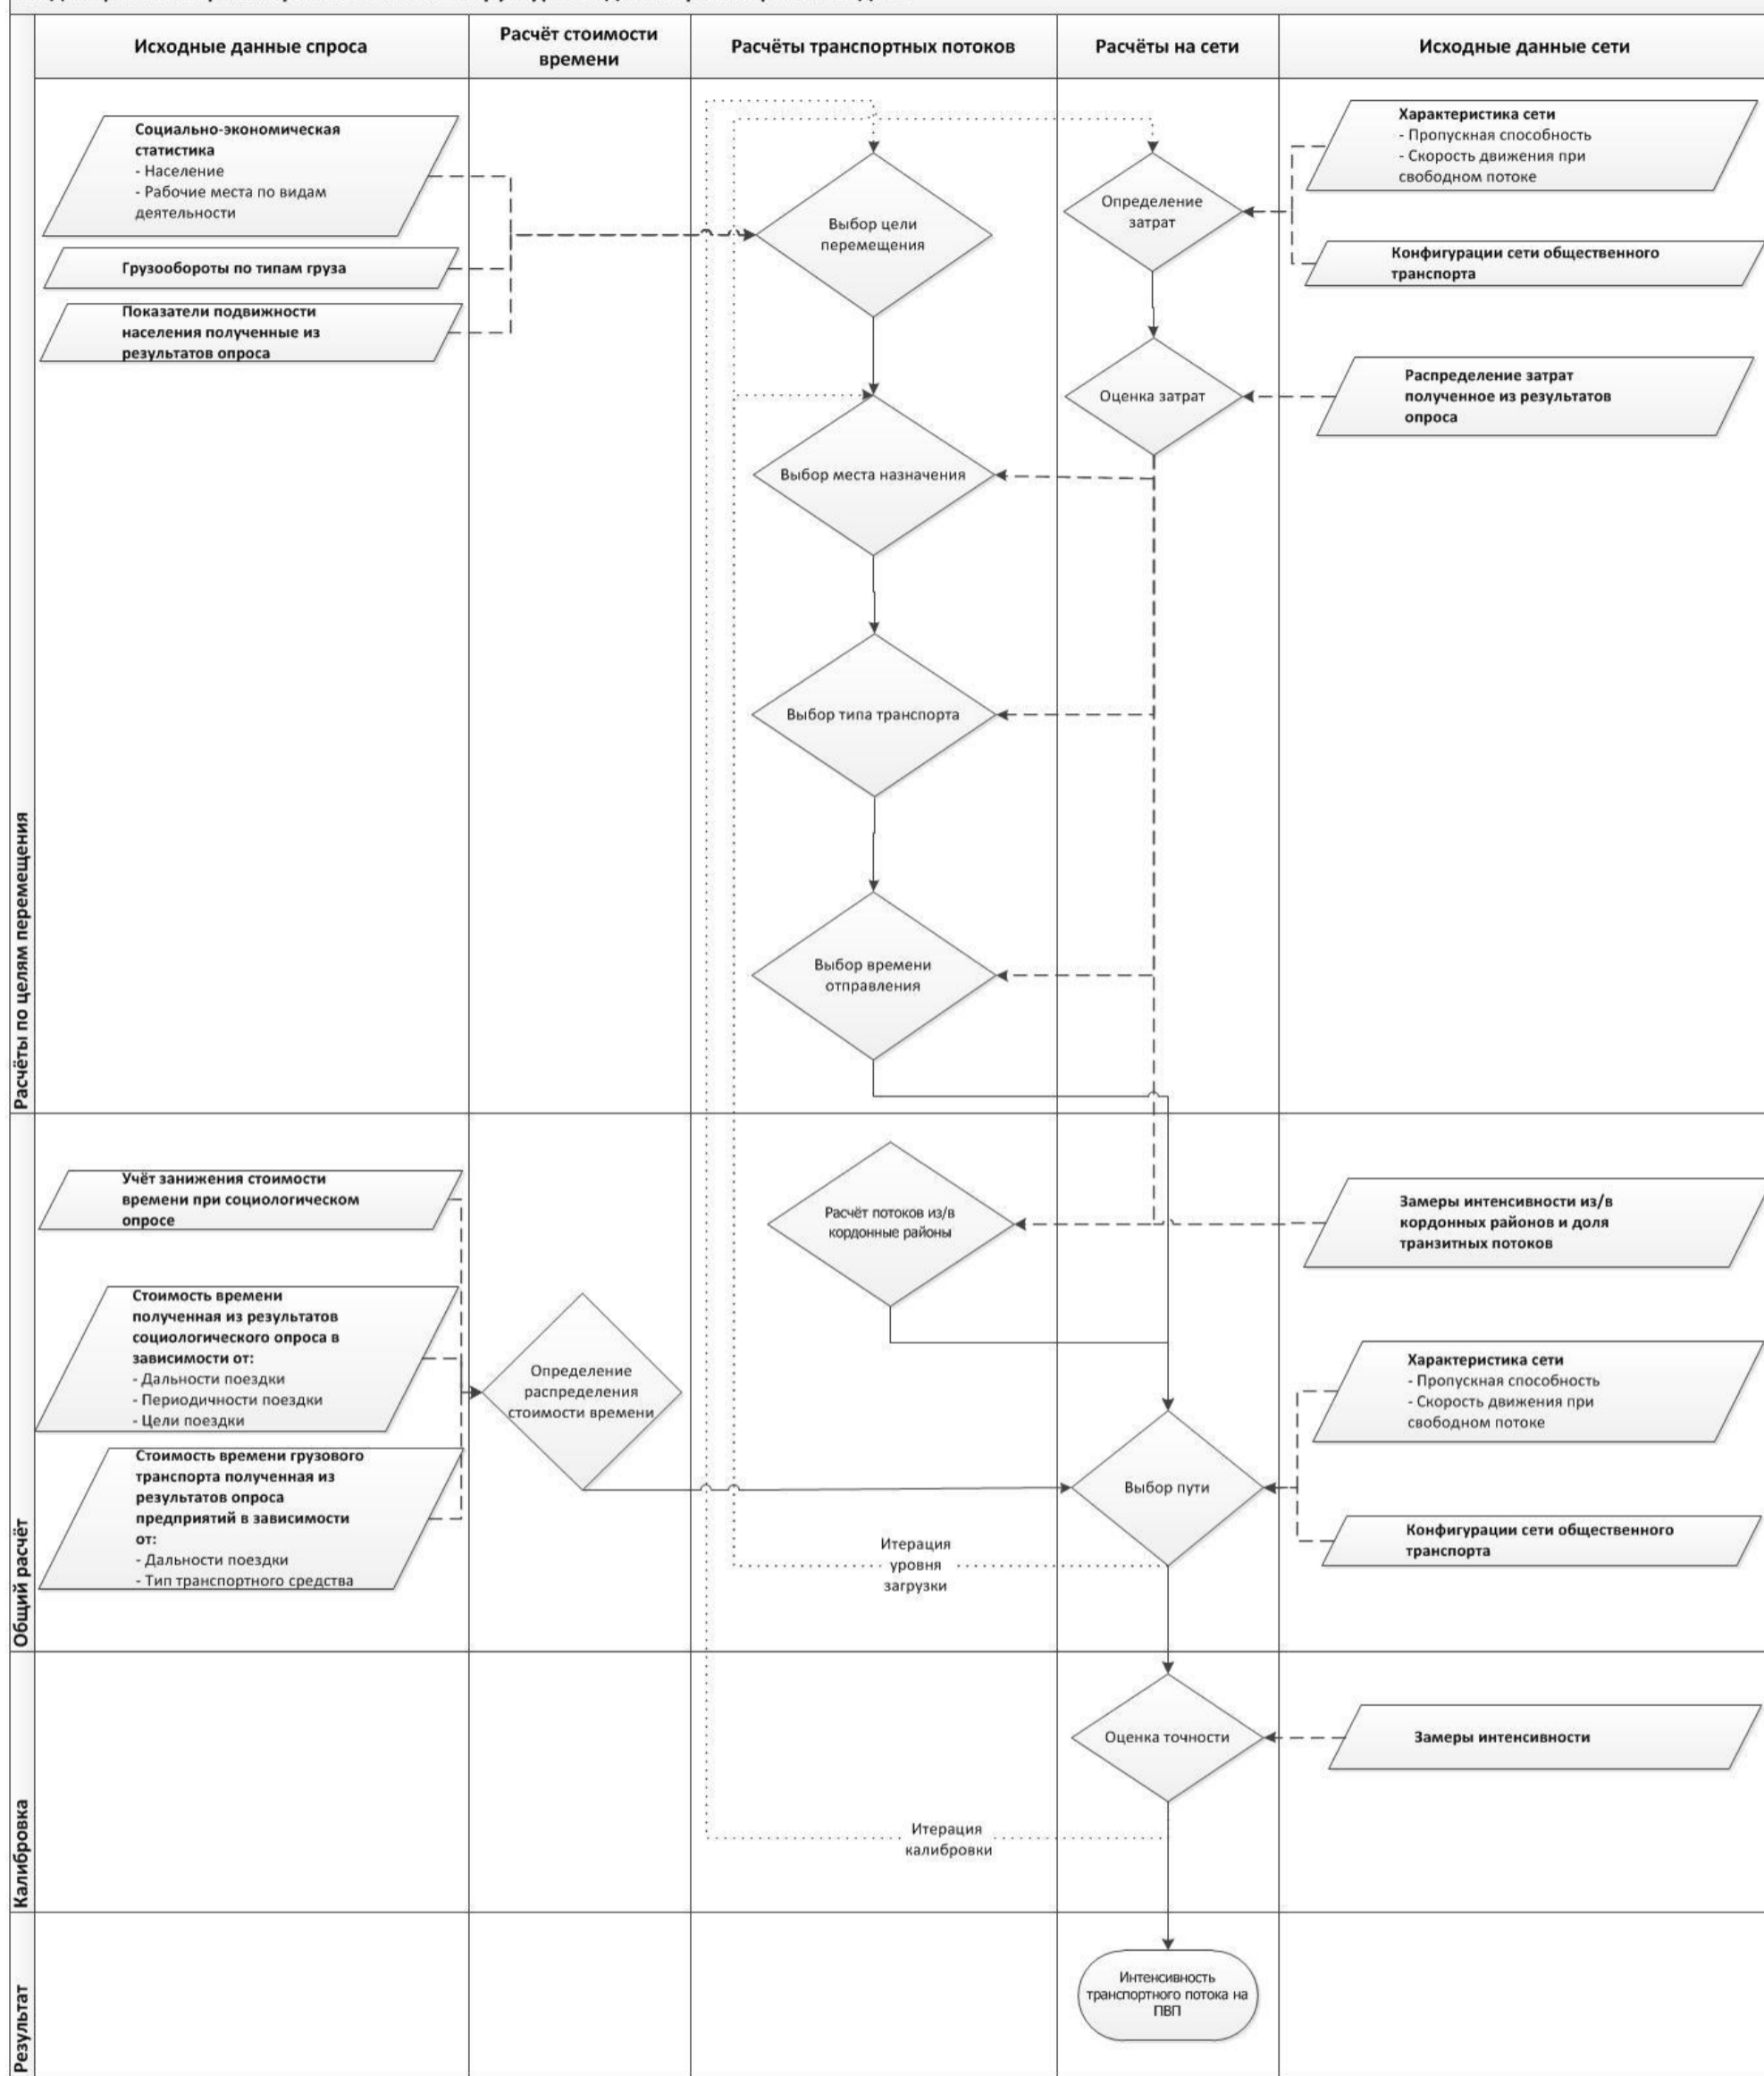 Исходные данные спроса
Расчёт стоимости
времени
Расчёты транспортных потоков
Расчёты на сети
Исходные данные сети
Расчёты по целям перемещения
Социально-экономическая
статистика
- Население
- Рабочие места по видам
деятельности
Грузообороты по типам груза
Показатели подвижности
населения полученные из
результатов опроса
Выбор цели
перемещения
Определение
затрат
Характеристика сети
- Пропускная способность
- Скорость движения при
свободном потоке
Конфигурации сети общественного
транспорта
Оценка затрат
Распределение затрат
полученное из результатов
опроса
Выбор места назначения
Выбор типа транспорта
Выбор времени
отправления
Общий расчёт
Учёт занижения стоимости
времени при социологическом
опросе
Стоимость времени
полученная из результатов
социологического опроса в
зависимости от:
- Дальности поездки
- Периодичности поездки
- Цели поездки
Стоимость времени грузового
транспорта полученная из
результатов опроса
предприятий в зависимости
от:
- Дальности поездки
- Тип транспортного средства
Определение
распределения
стоимости времени
Расчёт потоков из/в
кордонные районы
Замеры интенсивности из/в
кордонных районов и доля
транзитных потоков
Характеристика сети
- Пропускная способность
- Скорость движения при
свободном потоке
Выбор пути
Конфигурации сети общественного
транспорта
Итерация
уровня
загрузки
Калибровка
Оценка точности
Замеры интенсивности
Итерация
калибровки
Результат
Интенсивность
транспортного потока на
ПВП